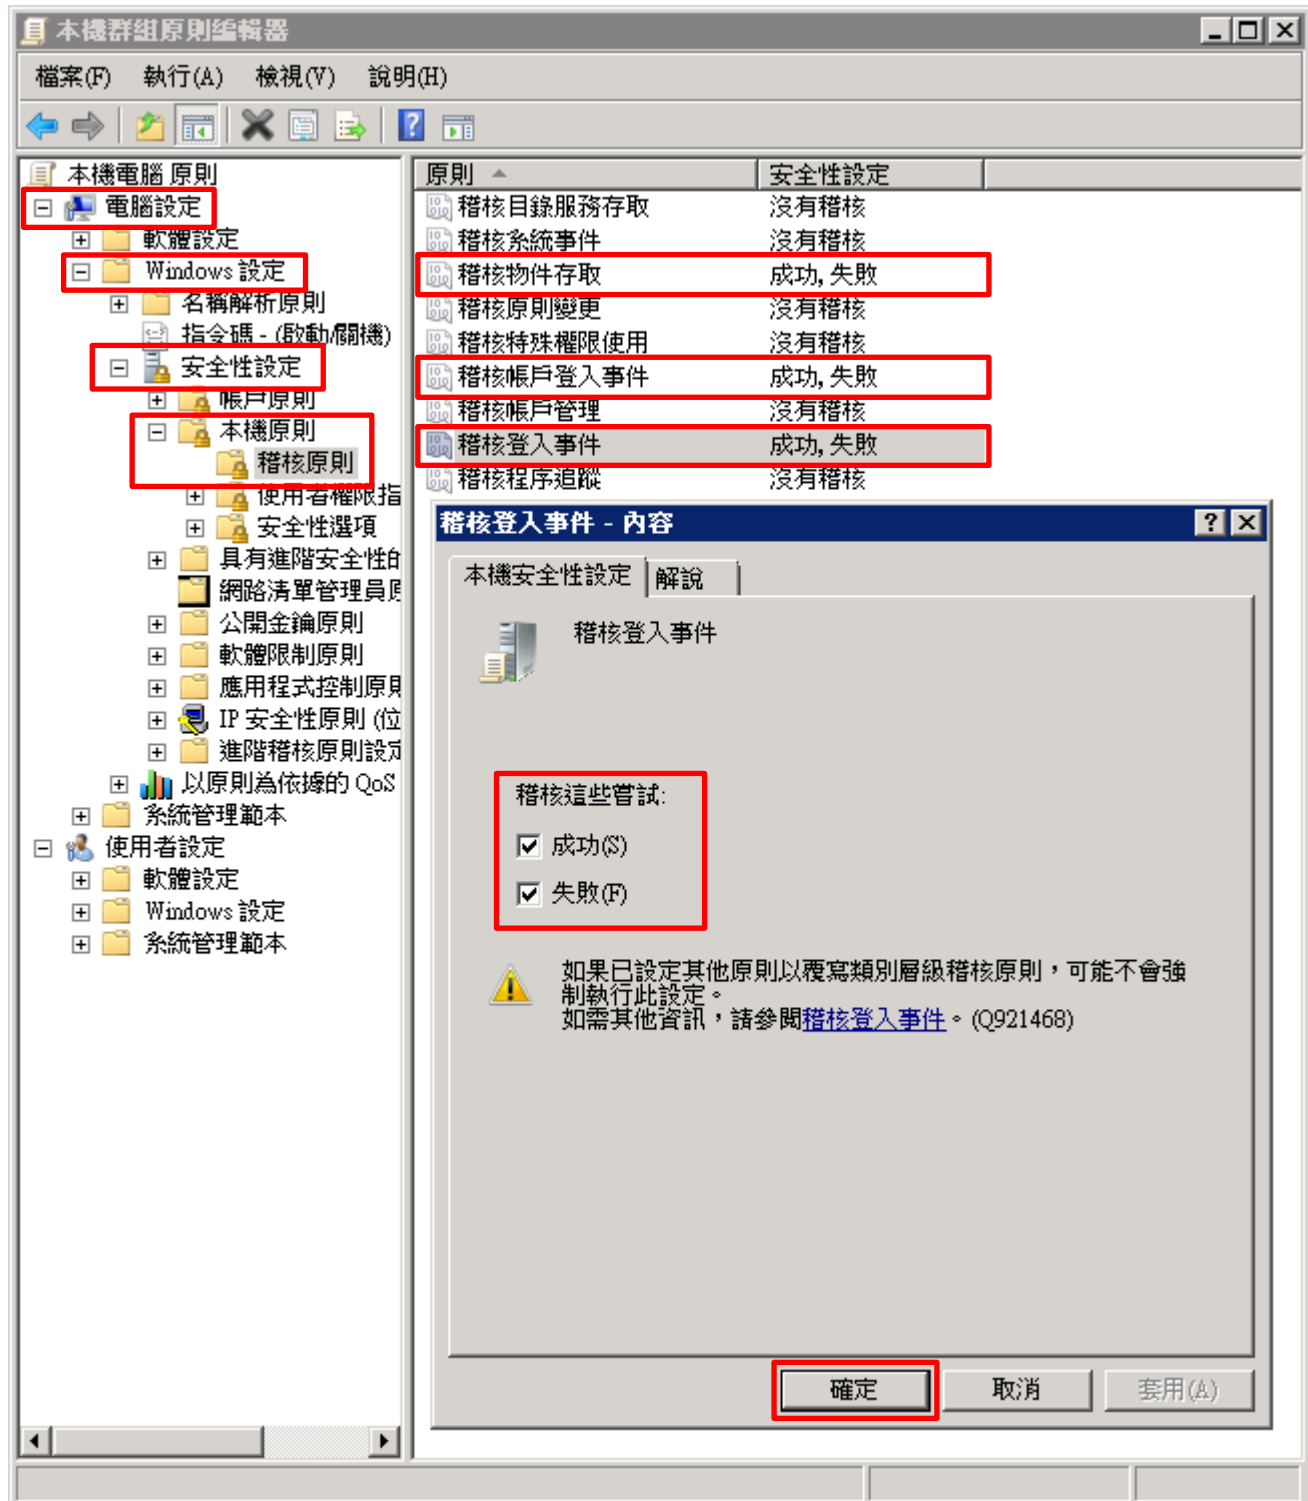 本機群組原則編輯器
檔案(F) 執行(A) 檢視(V) 說明(H)
本機電腦 原則
電腦設定
軟體設定
Windows 設定
名稱解析原則
指令碼 - (啟動/關機)
安全性設定
帳戶原則
本機原則
稽核原則
使用者權限指
安全性選項
具有進階安全性的
網路清單管理員原
公開金鑰原則
軟體限制原則
應用程式控制原則
IP 安全性原則 (位
進階稽核原則設定
以原則為依據的 QoS
系統管理範本
使用者設定
軟體設定
Windows 設定
系統管理範本
原則 安全性設定
稽核目錄服務存取 沒有稽核
稽核系統事件 沒有稽核
稽核物件存取 成功, 失敗
稽核原則變更 沒有稽核
稽核特殊權限使用 沒有稽核
稽核帳戶登入事件 成功, 失敗
稽核帳戶管理 沒有稽核
稽核登入事件 成功, 失敗
稽核程序追蹤 沒有稽核
稽核登入事件 - 內容
本機安全性設定 解說
稽核登入事件
稽核這些嘗試:
成功(S)
失敗(F)
如果已設定其他原則以覆寫類別層級稽核原則，可能不會強
制執行此設定。
如需其他資訊，請參閱稽核登入事件。(Q921468)
確定 取消 套用(A)